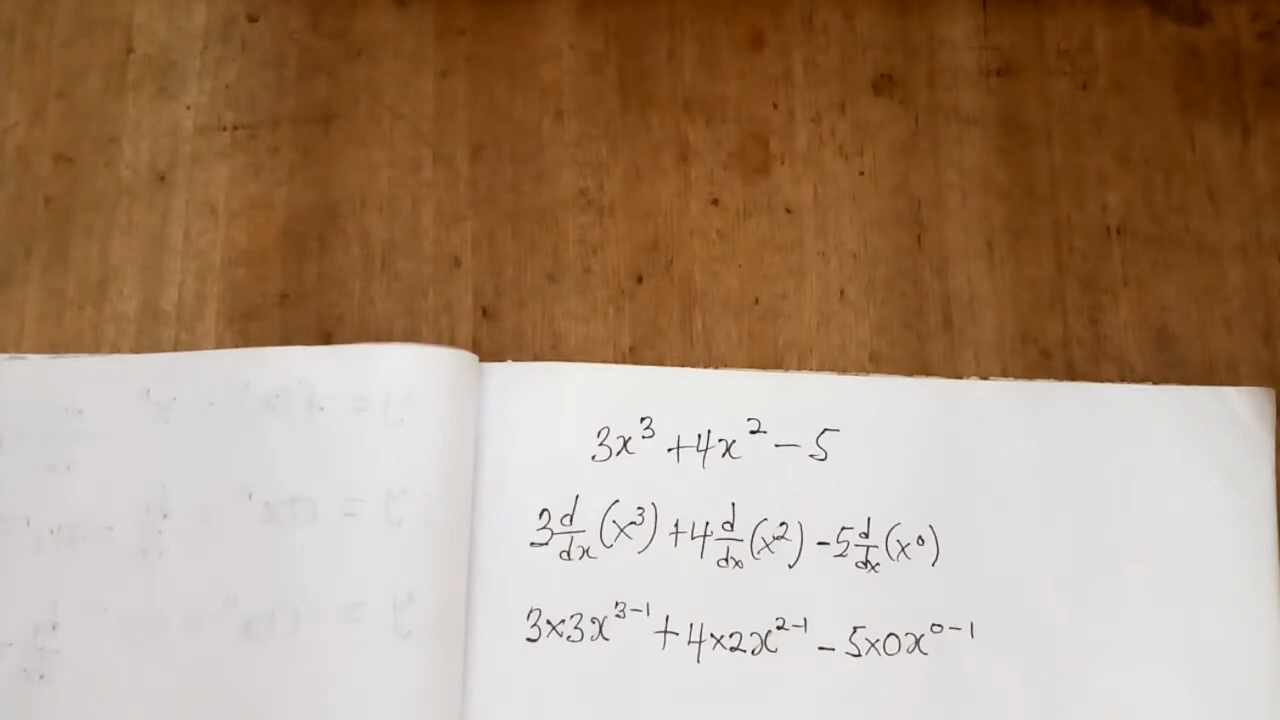 3x³ + 4x² - 5
3 d/dx (x³) + 4 d/dx (x²) - 5 d/dx (x⁰)
3×3x³⁻¹ + 4×2x²⁻¹ - 5×0x⁰⁻¹